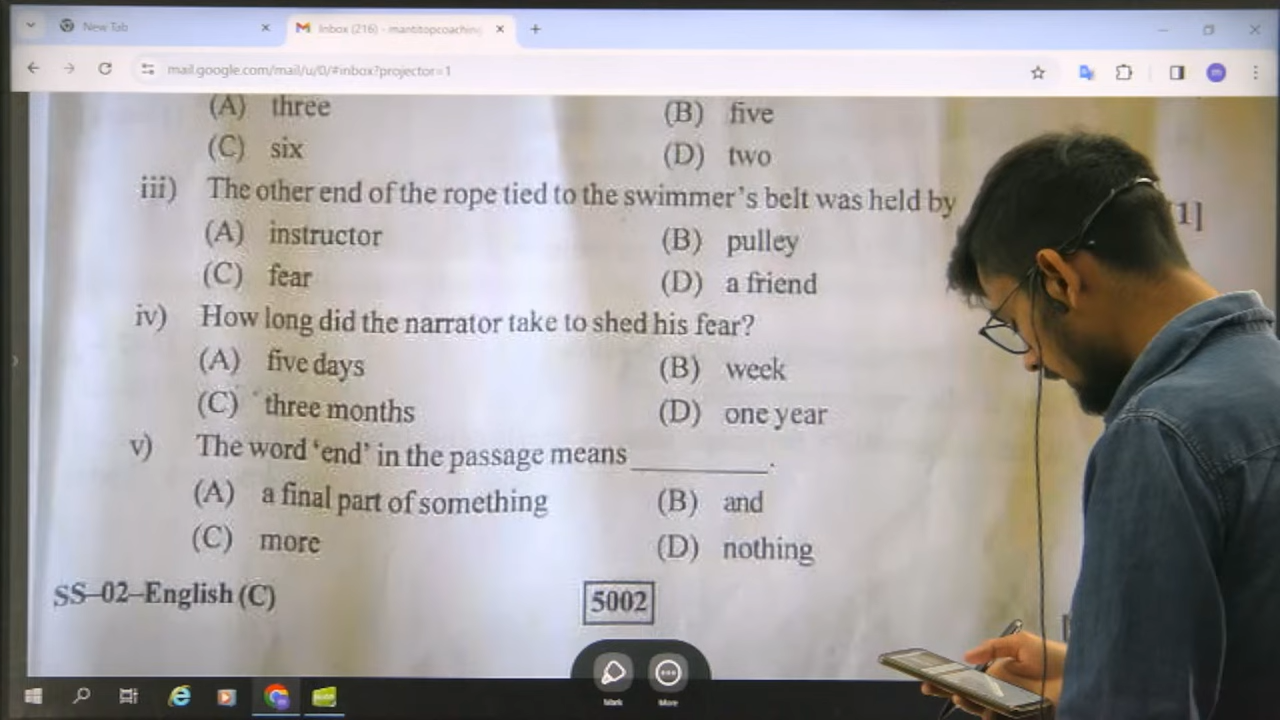 New Tab
Inbox (216) - mantitopcoaching
mail.google.com/mail/u/0/#inbox?projector=1
m
(A) three (B) five
(C) six (D) two
iii) The other end of the rope tied to the swimmer's belt was held by [1]
(A) instructor (B) pulley
(C) fear (D) a friend
iv) How long did the narrator take to shed his fear?
(A) five days (B) week
(C) three months (D) one year
v) The word 'end' in the passage means ________.
(A) a final part of something (B) and
(C) more (D) nothing
SS–02–English (C) 5002
Mark More